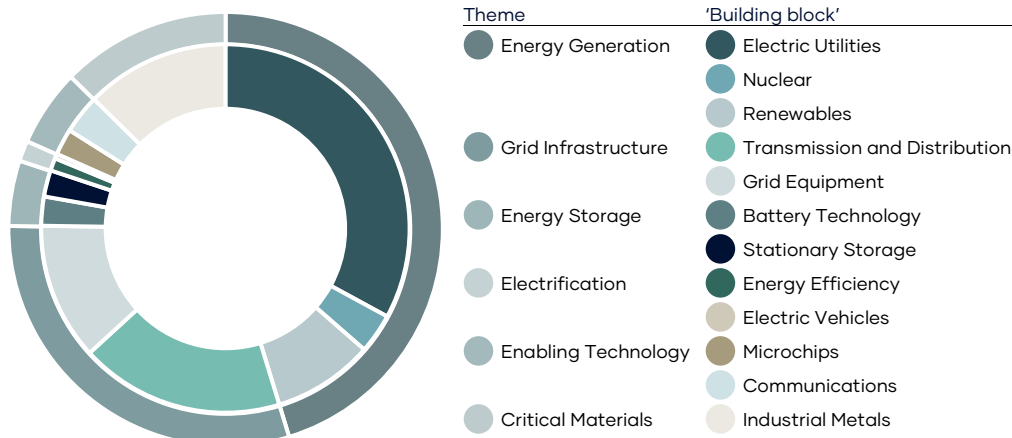 Theme ‘Building block’
Energy Generation Electric Utilities
Nuclear
Renewables
Grid Infrastructure Transmission and Distribution
Grid Equipment
Energy Storage Battery Technology
Stationary Storage
Electrification Energy Efficiency
Electric Vehicles
Enabling Technology Microchips
Communications
Critical Materials Industrial Metals